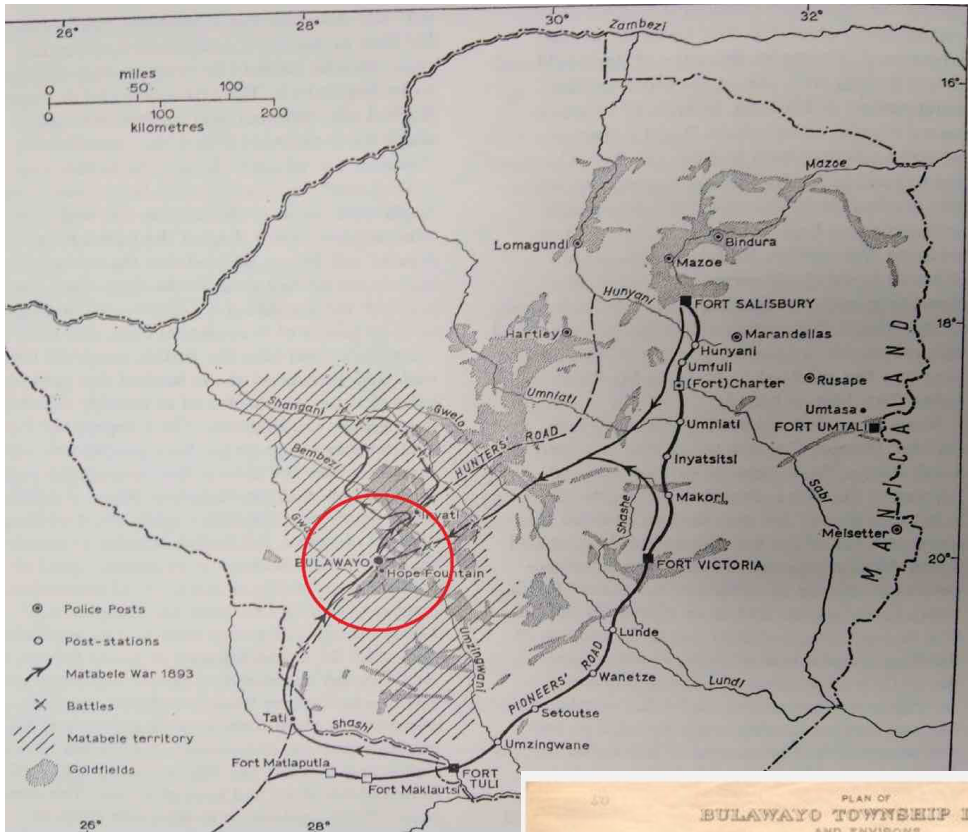 26° 28° 30° 32°
Zambezi
miles
0 50 100
0 100 200
kilometres
16°
Mazoe
Lomagundi
Bindura
Mazoe
Hunyani
FORT SALISBURY
18°
Hartley
Marandellas
Hunyani
Umfuli
(Fort) Charter
Rusape
Umniati
Umtasa
FORT UMTALI
MANICALAND
Shangani
Gwelo
HUNTERS' ROAD
Umniati
Bembezi
Inyatsitsi
Sabi
Inyati
Makori
Shashe
Melsetter
BULAWAYO
Hope Fountain
FORT VICTORIA
20°
Police Posts
Post-stations
Matabele War 1893
Battles
Matabele territory
Goldfields
Umzingwani
Lunde
PIONEERS' ROAD
Wanetze
Lundi
Setoutse
Tati
Shashi
Umzingwane
Fort Matlaputla
FORT TULI
Fort Maklautsi
26° 28°
PLAN OF
BULAWAYO TOWNSHIP
AND ENVIRONS